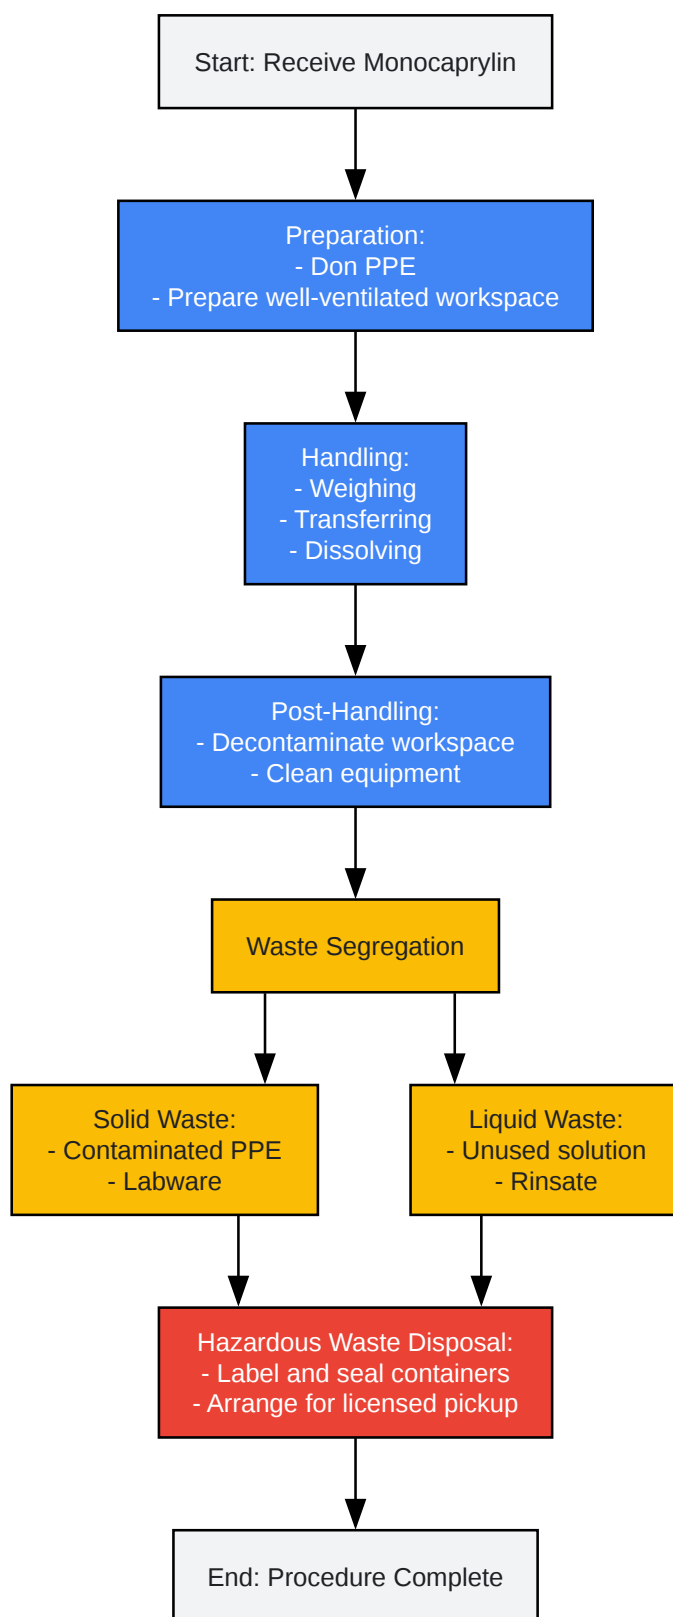 Start: Receive Monocaprylin
Preparation:
- Don PPE
- Prepare well-ventilated workspace
Handling:
- Weighing
- Transferring
- Dissolving
Post-Handling:
- Decontaminate workspace
- Clean equipment
Waste Segregation
Solid Waste:
- Contaminated PPE
- Labware
Liquid Waste:
- Unused solution
- Rinsate
Hazardous Waste Disposal:
- Label and seal containers
- Arrange for licensed pickup
End: Procedure Complete